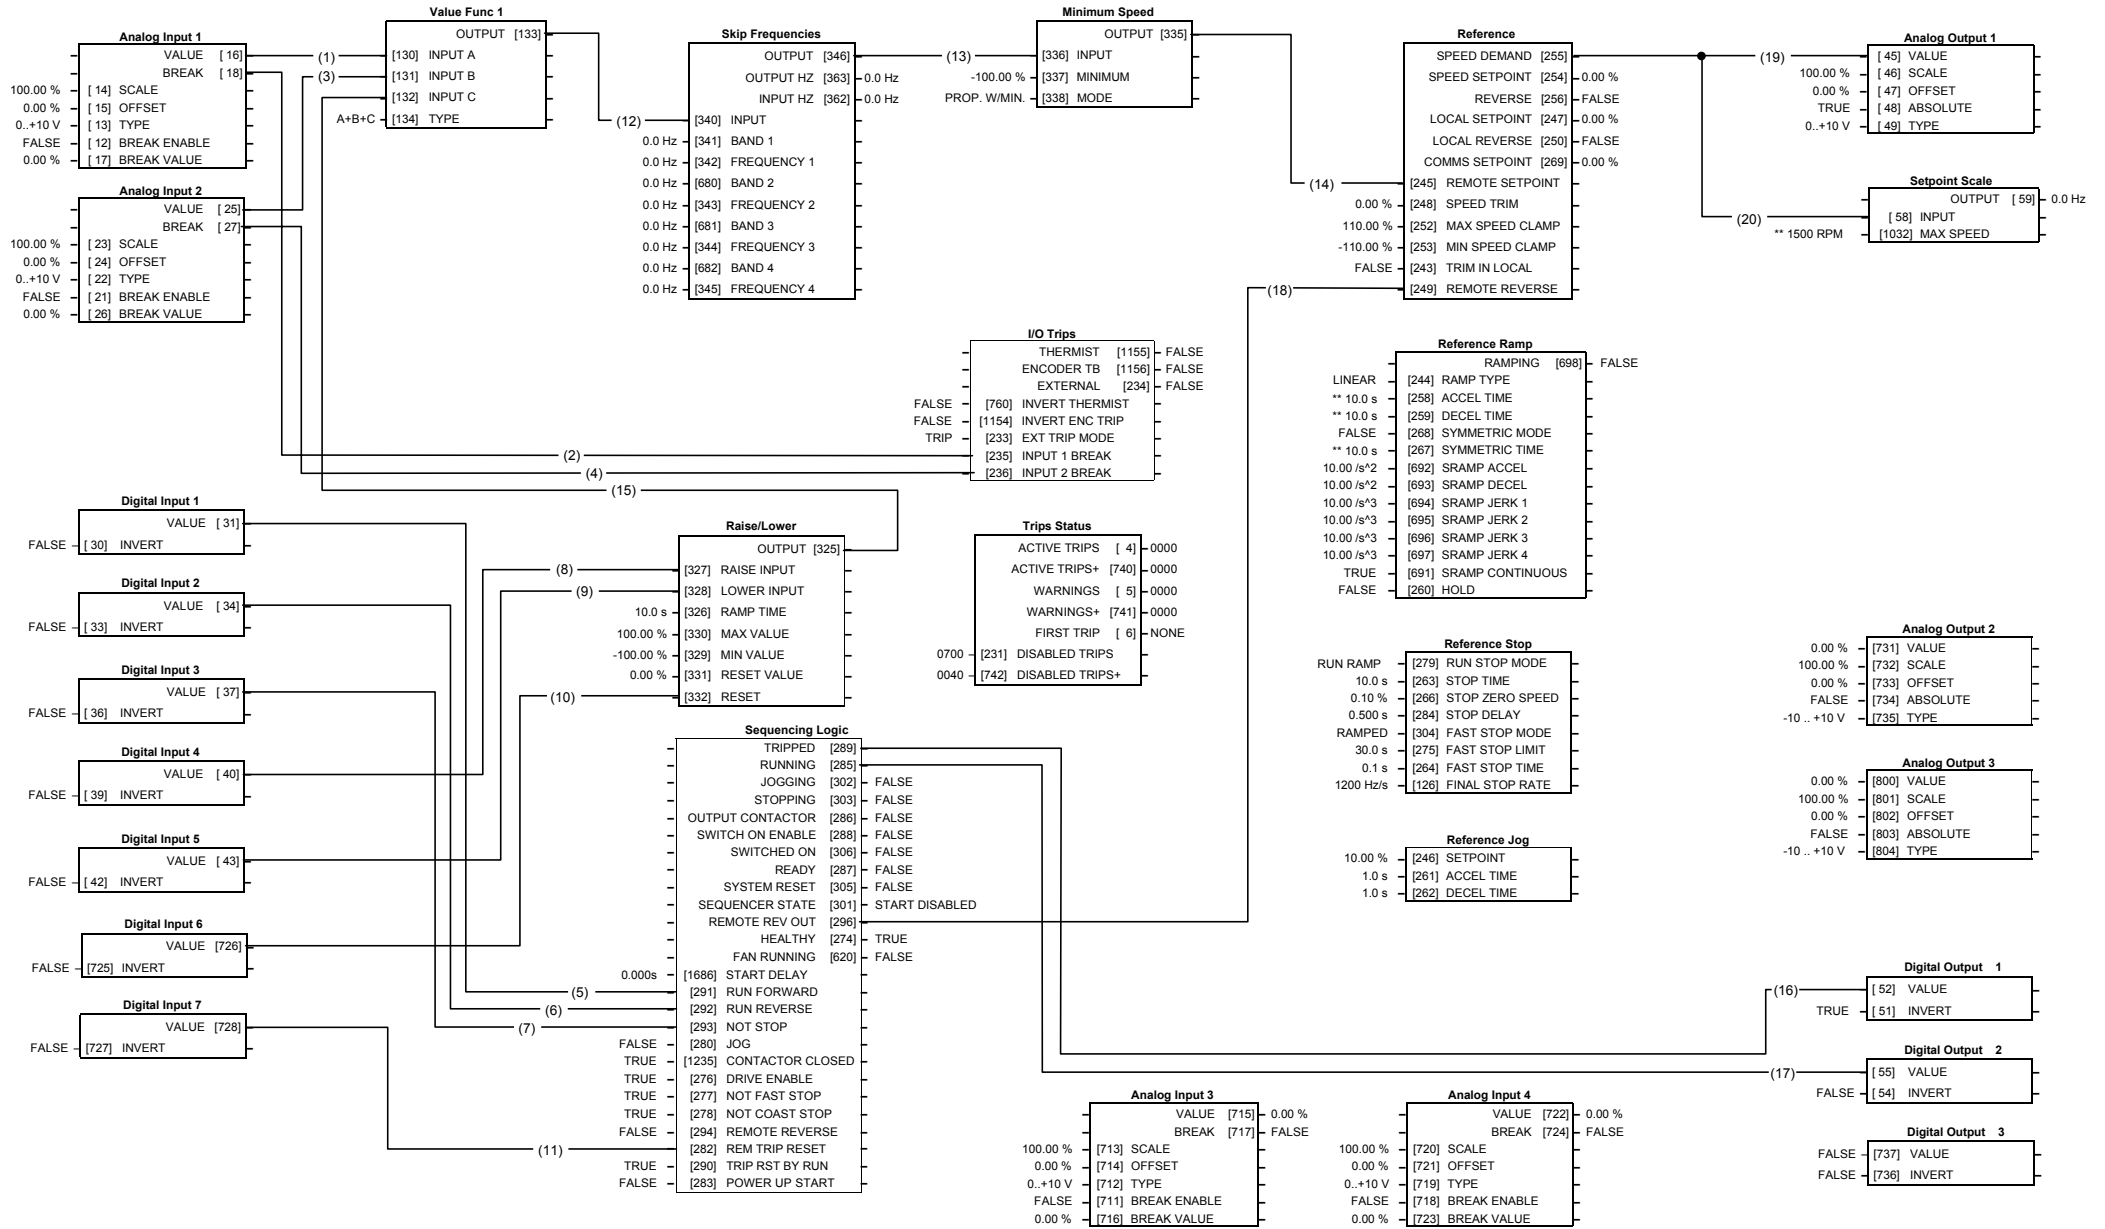 Analog Input 1
VALUE [ 16]
BREAK [ 18]
100.00 % [ 14] SCALE
0.00 % [ 15] OFFSET
0..+10 V [ 13] TYPE
FALSE [ 12] BREAK ENABLE
0.00 % [ 17] BREAK VALUE
Analog Input 2
VALUE [ 25]
BREAK [ 27]
100.00 % [ 23] SCALE
0.00 % [ 24] OFFSET
0..+10 V [ 22] TYPE
FALSE [ 21] BREAK ENABLE
0.00 % [ 26] BREAK VALUE
(1)
(3)
Value Func 1
OUTPUT [133]
[130] INPUT A
[131] INPUT B
[132] INPUT C
A+B+C [134] TYPE
(12)
Skip Frequencies
OUTPUT [346]
OUTPUT HZ [363] 0.0 Hz
INPUT HZ [362] 0.0 Hz
[340] INPUT
0.0 Hz [341] BAND 1
0.0 Hz [342] FREQUENCY 1
0.0 Hz [680] BAND 2
0.0 Hz [343] FREQUENCY 2
0.0 Hz [681] BAND 3
0.0 Hz [344] FREQUENCY 3
0.0 Hz [682] BAND 4
0.0 Hz [345] FREQUENCY 4
(13)
Minimum Speed
OUTPUT [335]
[336] INPUT
-100.00 % [337] MINIMUM
PROP. W/MIN. [338] MODE
(14)
(18)
Reference
SPEED DEMAND [255]
SPEED SETPOINT [254] 0.00 %
REVERSE [256] FALSE
LOCAL SETPOINT [247] 0.00 %
LOCAL REVERSE [250] FALSE
COMMS SETPOINT [269] 0.00 %
[245] REMOTE SETPOINT
0.00 % [248] SPEED TRIM
110.00 % [252] MAX SPEED CLAMP
-110.00 % [253] MIN SPEED CLAMP
FALSE [243] TRIM IN LOCAL
[249] REMOTE REVERSE
(19)
Analog Output 1
[ 45] VALUE
100.00 % [ 46] SCALE
0.00 % [ 47] OFFSET
TRUE [ 48] ABSOLUTE
0..+10 V [ 49] TYPE
(20)
Setpoint Scale
OUTPUT [ 59] 0.0 Hz
[ 58] INPUT
** 1500 RPM [1032] MAX SPEED
I/O Trips
THERMIST [1155] FALSE
ENCODER TB [1156] FALSE
EXTERNAL [234] FALSE
FALSE [760] INVERT THERMIST
FALSE [1154] INVERT ENC TRIP
TRIP [233] EXT TRIP MODE
[235] INPUT 1 BREAK
[236] INPUT 2 BREAK
(2)
(4)
(15)
Reference Ramp
RAMPING [698] FALSE
LINEAR [244] RAMP TYPE
** 10.0 s [258] ACCEL TIME
** 10.0 s [259] DECEL TIME
FALSE [268] SYMMETRIC MODE
** 10.0 s [267] SYMMETRIC TIME
10.00 /s^2 [692] SRAMP ACCEL
10.00 /s^2 [693] SRAMP DECEL
10.00 /s^3 [694] SRAMP JERK 1
10.00 /s^3 [695] SRAMP JERK 2
10.00 /s^3 [696] SRAMP JERK 3
10.00 /s^3 [697] SRAMP JERK 4
TRUE [691] SRAMP CONTINUOUS
FALSE [260] HOLD
Digital Input 1
VALUE [ 31]
FALSE [ 30] INVERT
Digital Input 2
VALUE [ 34]
FALSE [ 33] INVERT
Digital Input 3
VALUE [ 37]
FALSE [ 36] INVERT
Digital Input 4
VALUE [ 40]
FALSE [ 39] INVERT
Digital Input 5
VALUE [ 43]
FALSE [ 42] INVERT
Digital Input 6
VALUE [726]
FALSE [725] INVERT
Digital Input 7
VALUE [728]
FALSE [727] INVERT
(8)
(9)
(10)
Raise/Lower
OUTPUT [325]
[327] RAISE INPUT
[328] LOWER INPUT
10.0 s [326] RAMP TIME
100.00 % [330] MAX VALUE
-100.00 % [329] MIN VALUE
0.00 % [331] RESET VALUE
[332] RESET
Trips Status
ACTIVE TRIPS [ 4] 0000
ACTIVE TRIPS+ [740] 0000
WARNINGS [ 5] 0000
WARNINGS+ [741] 0000
FIRST TRIP [ 6] NONE
0700 [231] DISABLED TRIPS
0040 [742] DISABLED TRIPS+
Sequencing Logic
TRIPPED [289]
RUNNING [285]
JOGGING [302] FALSE
STOPPING [303] FALSE
OUTPUT CONTACTOR [286] FALSE
SWITCH ON ENABLE [288] FALSE
SWITCHED ON [306] FALSE
READY [287] FALSE
SYSTEM RESET [305] FALSE
SEQUENCER STATE [301] START DISABLED
REMOTE REV OUT [296]
HEALTHY [274] TRUE
FAN RUNNING [620] FALSE
0.000s [1686] START DELAY
(5) [291] RUN FORWARD
(6) [292] RUN REVERSE
(7) [293] NOT STOP
FALSE [280] JOG
TRUE [1235] CONTACTOR CLOSED
TRUE [276] DRIVE ENABLE
TRUE [277] NOT FAST STOP
TRUE [278] NOT COAST STOP
FALSE [294] REMOTE REVERSE
(11) [282] REM TRIP RESET
TRUE [290] TRIP RST BY RUN
FALSE [283] POWER UP START
Reference Stop
RUN RAMP [279] RUN STOP MODE
10.0 s [263] STOP TIME
0.10 % [266] STOP ZERO SPEED
0.500 s [284] STOP DELAY
RAMPED [304] FAST STOP MODE
30.0 s [275] FAST STOP LIMIT
0.1 s [264] FAST STOP TIME
1200 Hz/s [126] FINAL STOP RATE
Reference Jog
10.00 % [246] SETPOINT
1.0 s [261] ACCEL TIME
1.0 s [262] DECEL TIME
Analog Output 2
0.00 % [731] VALUE
100.00 % [732] SCALE
0.00 % [733] OFFSET
FALSE [734] ABSOLUTE
-10 .. +10 V [735] TYPE
Analog Output 3
0.00 % [800] VALUE
100.00 % [801] SCALE
0.00 % [802] OFFSET
FALSE [803] ABSOLUTE
-10 .. +10 V [804] TYPE
(16)
Digital Output 1
[ 52] VALUE
TRUE [ 51] INVERT
(17)
Digital Output 2
[ 55] VALUE
FALSE [ 54] INVERT
Digital Output 3
FALSE [737] VALUE
FALSE [736] INVERT
Analog Input 3
VALUE [715] 0.00 %
BREAK [717] FALSE
100.00 % [713] SCALE
0.00 % [714] OFFSET
0..+10 V [712] TYPE
FALSE [711] BREAK ENABLE
0.00 % [716] BREAK VALUE
Analog Input 4
VALUE [722] 0.00 %
BREAK [724] FALSE
100.00 % [720] SCALE
0.00 % [721] OFFSET
0..+10 V [719] TYPE
FALSE [718] BREAK ENABLE
0.00 % [723] BREAK VALUE